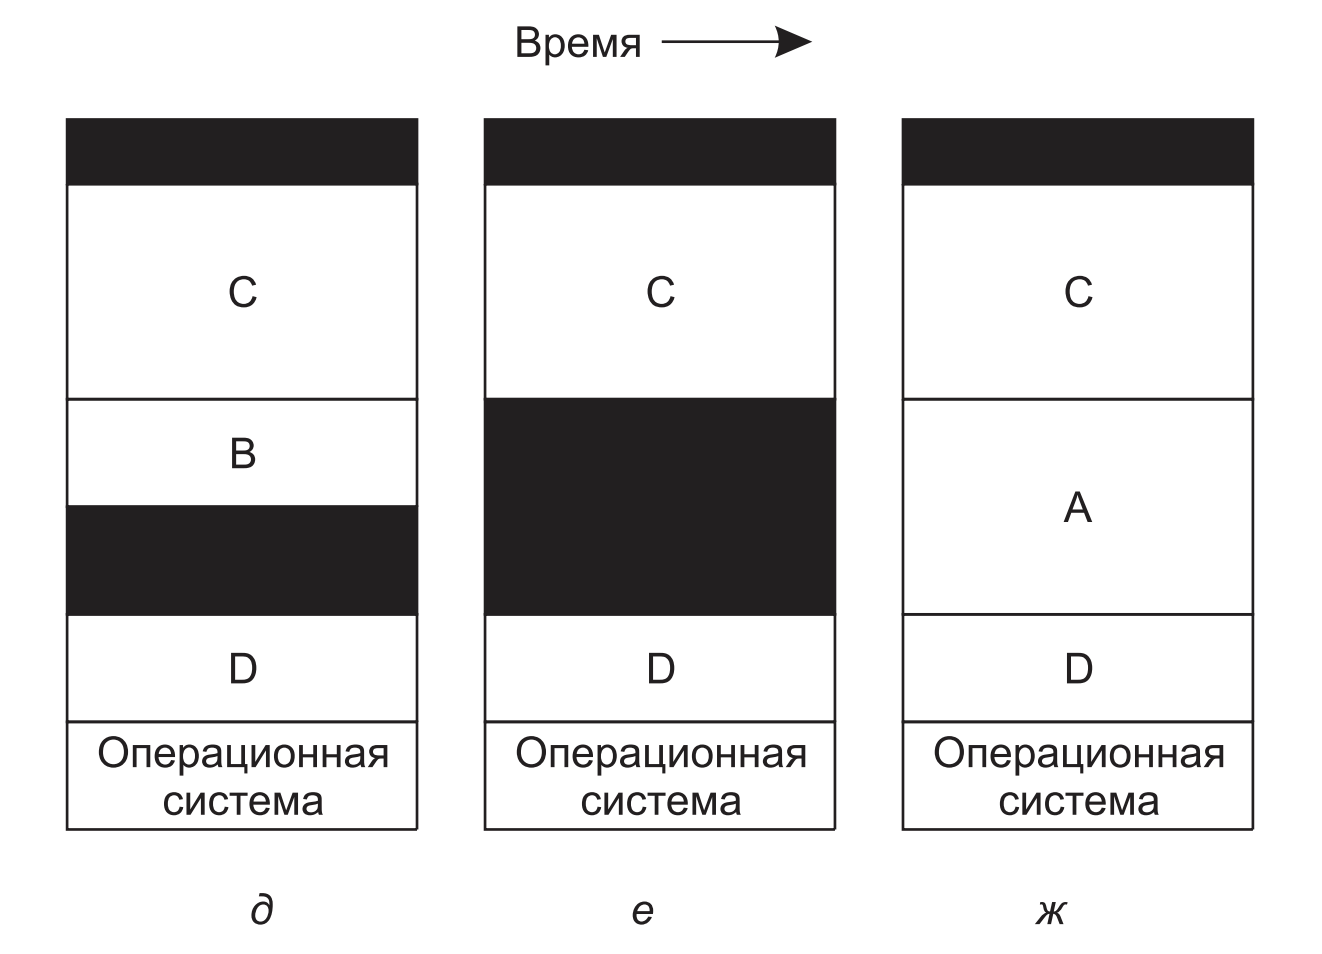 Время
C
C
C
B
A
D
D
D
Операционная
система
Операционная
система
Операционная
система
д
е
ж